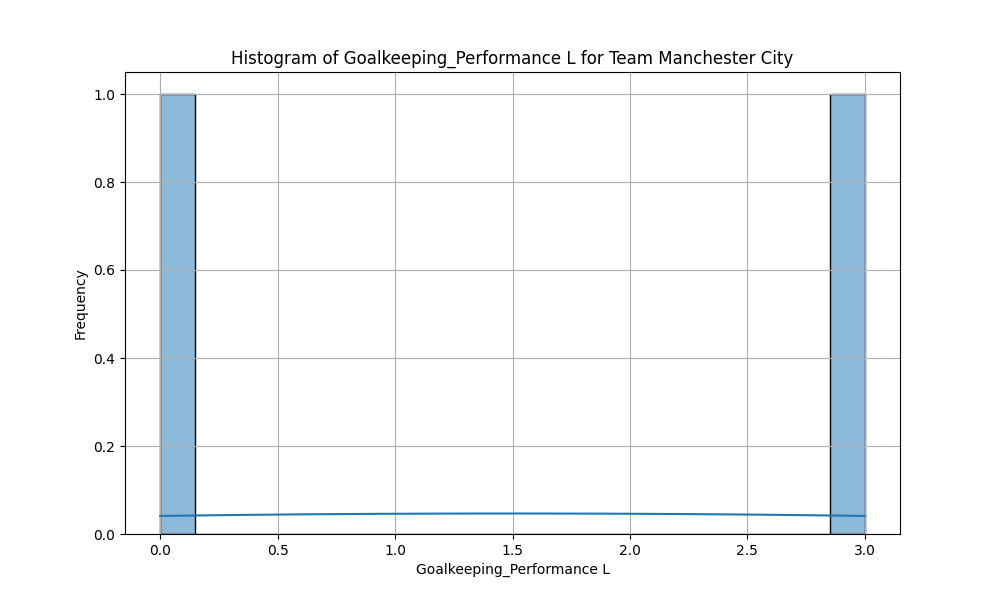 Histogram of Goalkeeping_Performance L for Team Manchester City
1.0
0.8
0.6
0.4
0.2
0.0
Frequency
0.0 0.5 1.0 1.5 2.0 2.5 3.0
Goalkeeping_Performance L